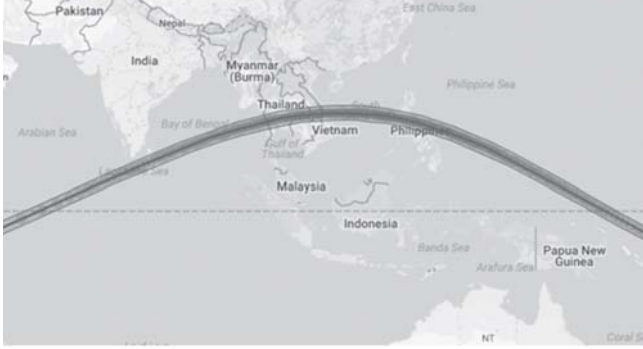 Pakistan
East China Sea
Nepal
India
Myanmar
(Burma)
Philippine Sea
Thailand
Arabian Sea
Bay of Bengal
Vietnam
Philippines
Gulf of
Thailand
Malaysia
Indonesia
Banda Sea
Papua New
Guinea
Arafura Sea
NT
Coral S